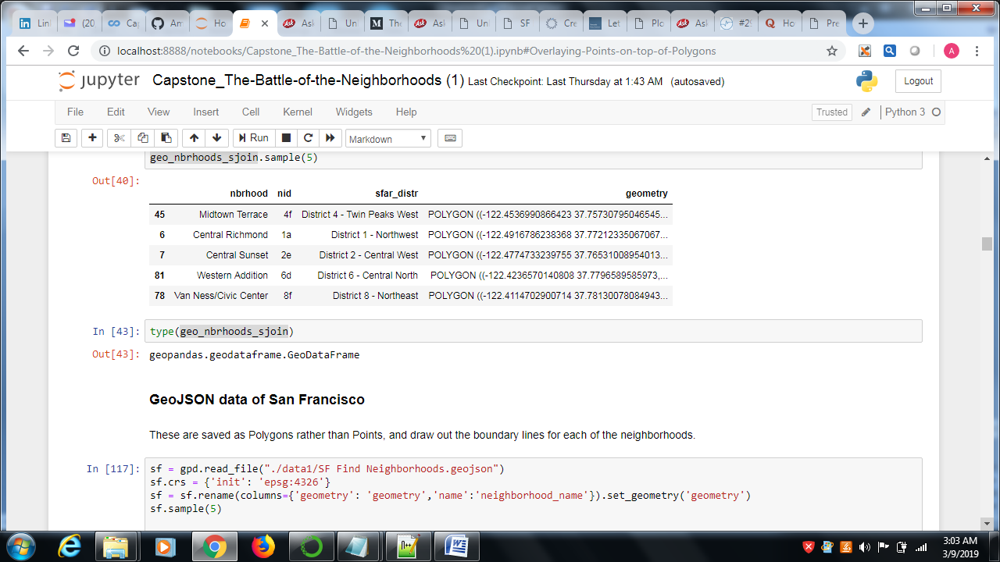 Lin
(20
Ca
Am
Ho
Asl
Un
Th
Asl
Un
SF
Cre
Let
Plo
Asl
#2
Ho
Pre
localhost:8888/notebooks/Capstone_The-Battle-of-the-Neighborhoods%20(1).ipynb#Overlaying-Points-on-top-of-Polygons
A
jupyter Capstone_The-Battle-of-the-Neighborhoods (1) Last Checkpoint: Last Thursday at 1:43 AM (autosaved)
Logout
File Edit View Insert Cell Kernel Widgets Help
Trusted Python 3
Run Markdown
geo_nbrhoods_sjoin.sample(5)
Out[40]:
nbrhood nid sfar_distr geometry
45 Midtown Terrace 4f District 4 - Twin Peaks West POLYGON ((-122.4536990866423 37.75730795046545...
6 Central Richmond 1a District 1 - Northwest POLYGON ((-122.4916786238368 37.77212335067067...
7 Central Sunset 2e District 2 - Central West POLYGON ((-122.4774733239755 37.76531008954013...
81 Western Addition 6d District 6 - Central North POLYGON ((-122.4236570140808 37.7796589585973,...
78 Van Ness/Civic Center 8f District 8 - Northeast POLYGON ((-122.4114702900714 37.78130078084943...
In [43]: type(geo_nbrhoods_sjoin)
Out[43]: geopandas.geodataframe.GeoDataFrame
GeoJSON data of San Francisco
These are saved as Polygons rather than Points, and draw out the boundary lines for each of the neighborhoods.
In [117]: sf = gpd.read_file("./data1/SF Find Neighborhoods.geojson")
sf.crs = {'init': 'epsg:4326'}
sf = sf.rename(columns={'geometry': 'geometry','name':'neighborhood_name'}).set_geometry('geometry')
sf.sample(5)
3:03 AM
3/9/2019